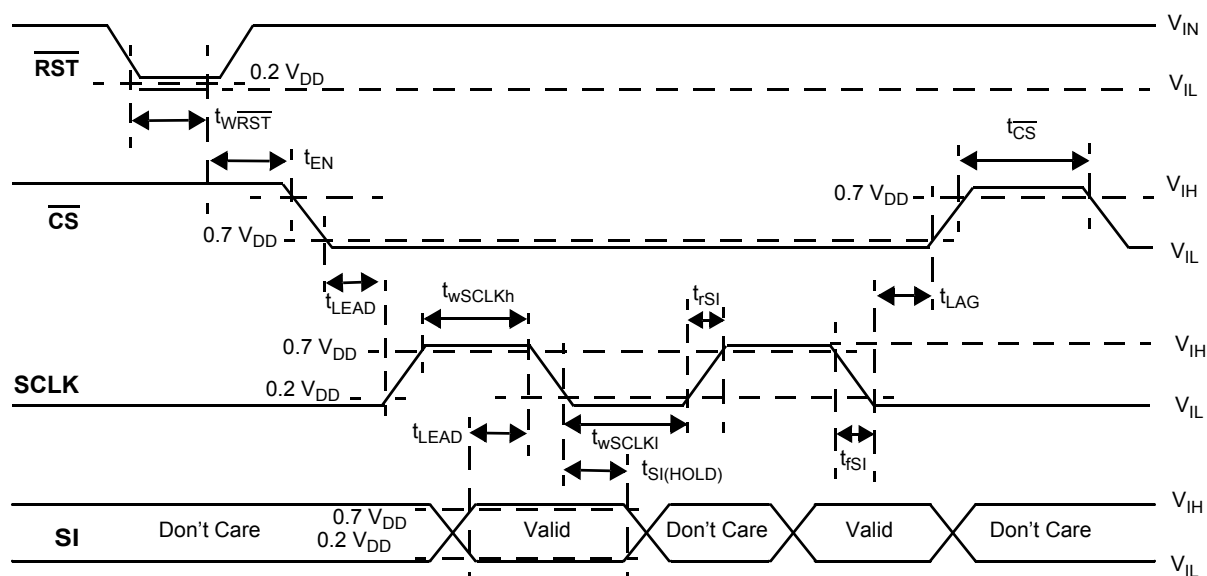 V_IN
RST
0.2 V_DD
V_IL
t_WRST
t_CS
t_EN
V_IH
0.7 V_DD
CS
0.7 V_DD
V_IL
t_LEAD
t_wSCLKh
t_rSI
t_LAG
0.7 V_DD
V_IH
SCLK
0.2 V_DD
V_IL
t_LEAD
t_wSCLKl
t_fSI
t_SI(HOLD)
V_IH
SI
Don't Care
0.7 V_DD
0.2 V_DD
Valid
Don't Care
Valid
Don't Care
V_IL